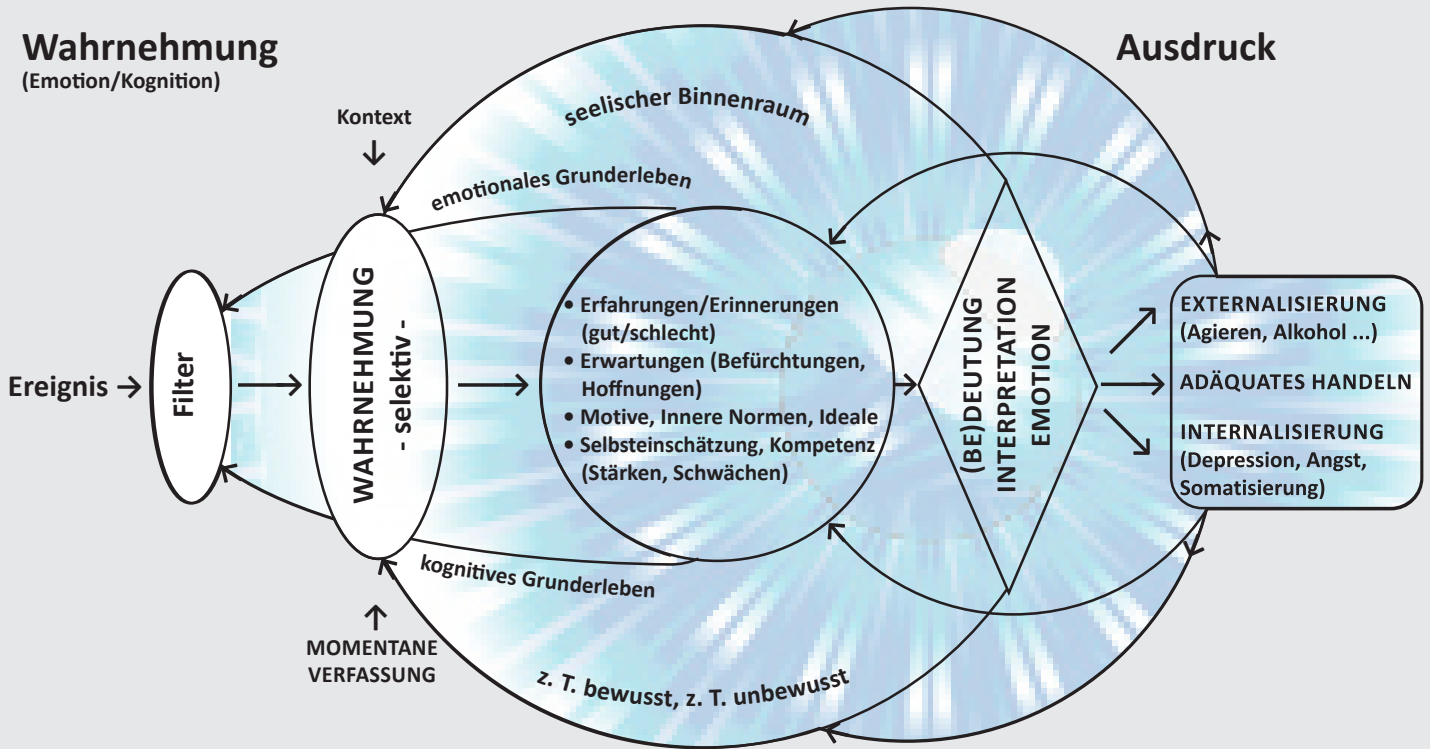 Wahrnehmung
(Emotion/Kognition)
Ausdruck
Kontext
seelischer Binnenraum
emotionales Grunderleben
Ereignis
Filter
WAHRNEHMUNG
- selektiv -
• Erfahrungen/Erinnerungen
(gut/schlecht)
• Erwartungen (Befürchtungen,
Hoffnungen)
• Motive, Innere Normen, Ideale
• Selbsteinschätzung, Kompetenz
(Stärken, Schwächen)
(BE)DEUTUNG
INTERPRETATION
EMOTION
EXTERNALISIERUNG
(Agieren, Alkohol ...)
ADÄQUATES HANDELN
INTERNALISIERUNG
(Depression, Angst,
Somatisierung)
kognitives Grunderleben
MOMENTANE
VERFASSUNG
z. T. bewusst, z. T. unbewusst